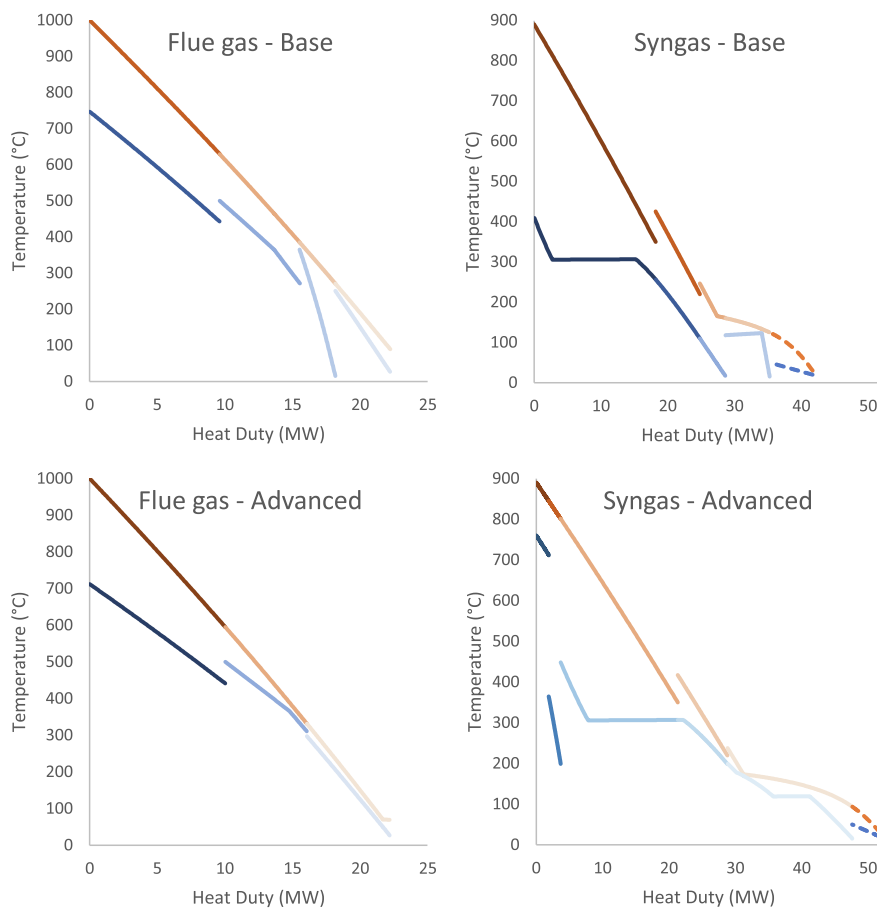 Flue gas - Base
1000
900
800
700
600
500
400
300
200
100
0
Temperature (°C)
0 5 10 15 20 25
Heat Duty (MW)
Syngas - Base
900
800
700
600
500
400
300
200
100
0
Temperature (°C)
0 10 20 30 40 50
Heat Duty (MW)
Flue gas - Advanced
1000
900
800
700
600
500
400
300
200
100
0
Temperature (°C)
0 5 10 15 20 25
Heat Duty (MW)
Syngas - Advanced
900
800
700
600
500
400
300
200
100
0
Temperature (°C)
0 10 20 30 40 50
Heat Duty (MW)